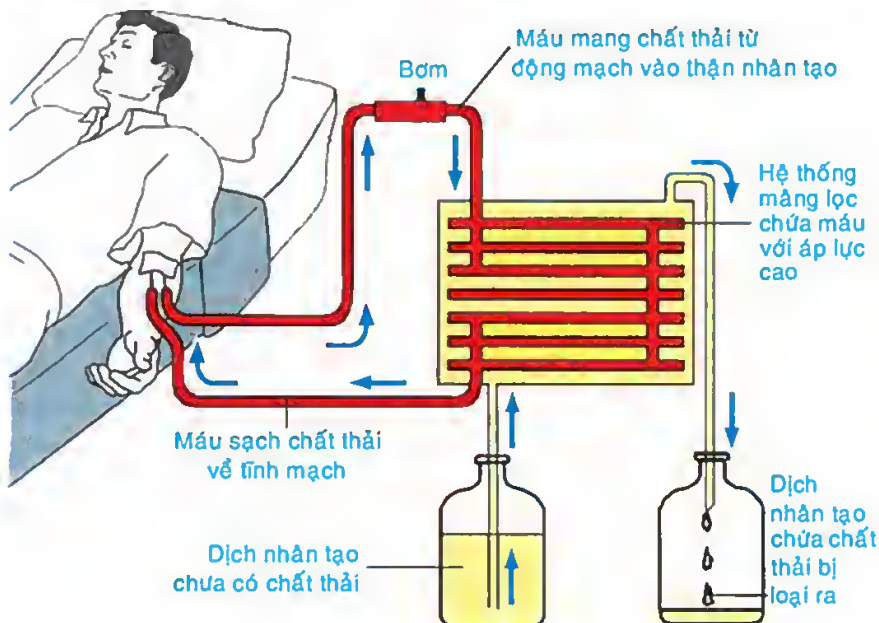 Máu mang chất thải từ
động mạch vào thận nhân tạo
Bơm
Hệ thống
màng lọc
chứa máu
với áp lực
cao
Máu sạch chất thải
về tĩnh mạch
Dịch nhân tạo
chưa có chất thải
Dịch
nhân tạo
chứa chất
thải bị
loại ra